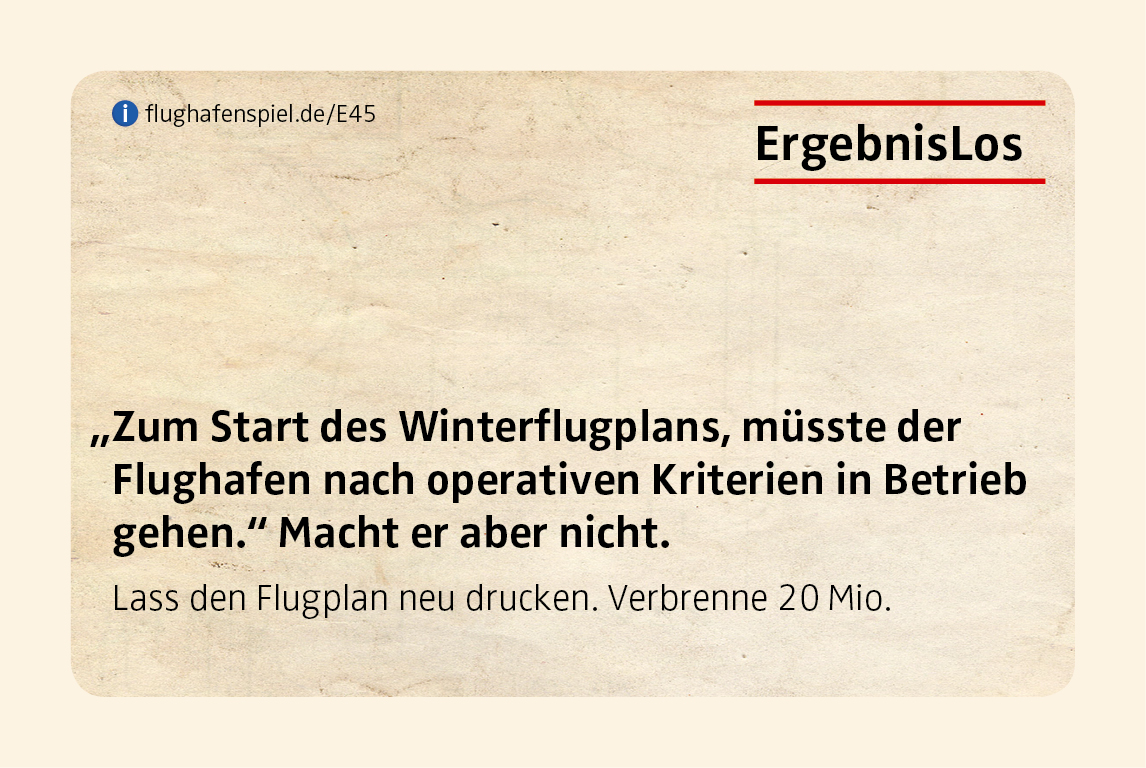 i flughafenspiel.de/E45
ErgebnisLos
„Zum Start des Winterflugplans, müsste der
Flughafen nach operativen Kriterien in Betrieb
gehen.“ Macht er aber nicht.
Lass den Flugplan neu drucken. Verbrenne 20 Mio.